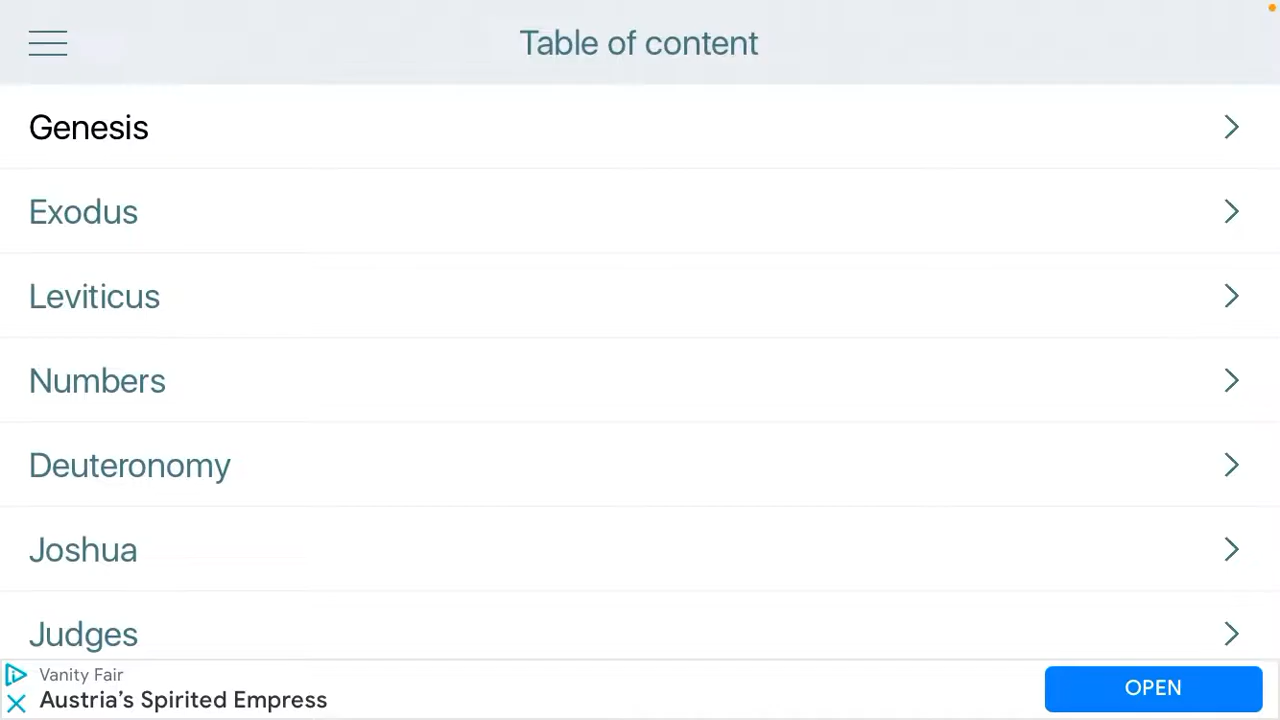 Table of content
Genesis
Exodus
Leviticus
Numbers
Deuteronomy
Joshua
Judges
Vanity Fair
Austria’s Spirited Empress
OPEN